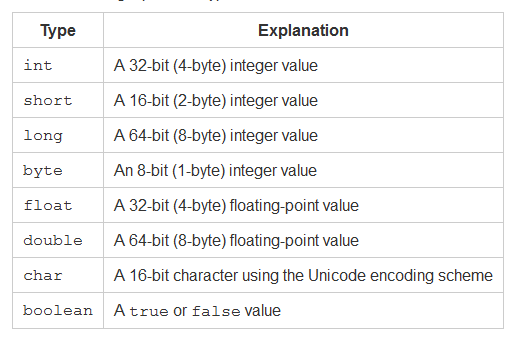 Type Explanation
int A 32-bit (4-byte) integer value
short A 16-bit (2-byte) integer value
long A 64-bit (8-byte) integer value
byte An 8-bit (1-byte) integer value
float A 32-bit (4-byte) floating-point value
double A 64-bit (8-byte) floating-point value
char A 16-bit character using the Unicode encoding scheme
boolean A true or false value